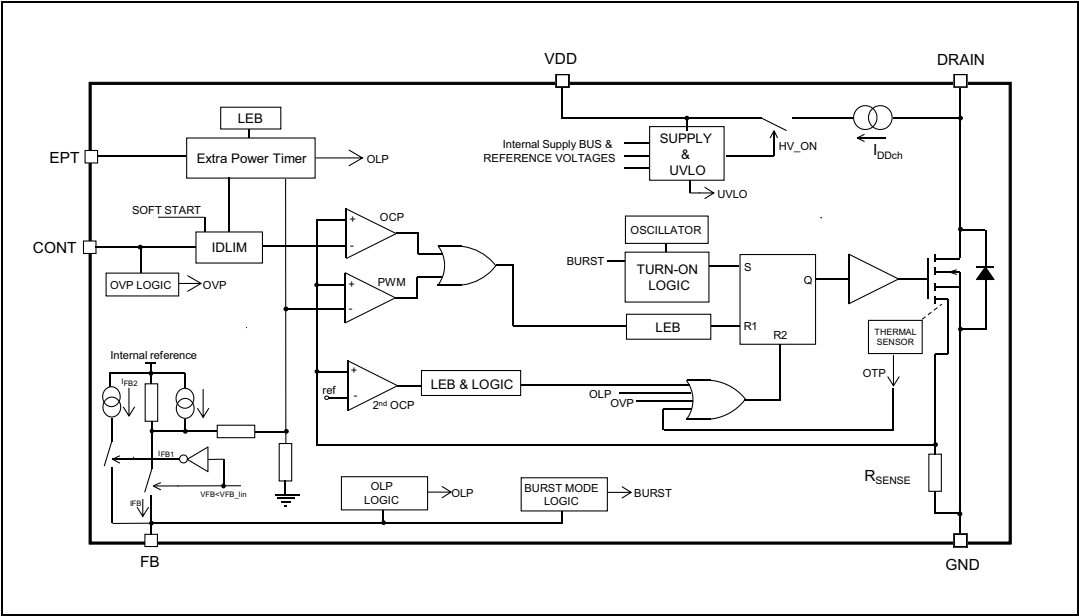 VDD
DRAIN
LEB
EPT
Extra Power Timer
OLP
Internal Supply BUS &
REFERENCE VOLTAGES
SUPPLY
&
UVLO
HV_ON
IDDch
UVLO
SOFT START
CONT
IDLIM
OCP
+
-
OVP LOGIC
OVP
PWM
+
-
OSCILLATOR
BURST
TURN-ON
LOGIC
S
Q
R1
R2
LEB
THERMAL
SENSOR
OTP
Internal reference
IFB2
ref
+
-
2nd OCP
LEB & LOGIC
OLP
OVP
IFB1
VFB<VFB_lin
IFB
OLP
LOGIC
OLP
BURST MODE
LOGIC
BURST
RSENSE
FB
GND